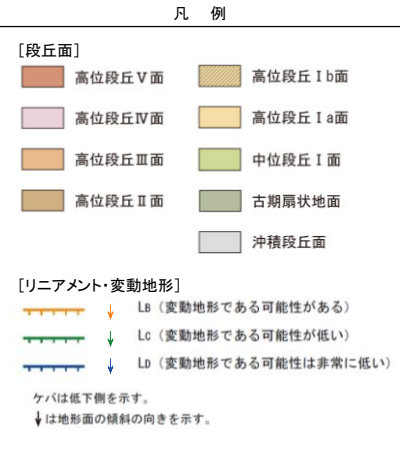 凡 例
[段丘面]
高位段丘Ⅴ面
高位段丘Ⅰb面
高位段丘Ⅳ面
高位段丘Ⅰa面
高位段丘Ⅲ面
中位段丘Ⅰ面
高位段丘Ⅱ面
古期扇状地面
沖積段丘面
[リニアメント・変動地形]
LB（変動地形である可能性がある）
LC（変動地形である可能性が低い）
LD（変動地形である可能性は非常に低い）
ケバは低下側を示す。
↓は地形面の傾斜の向きを示す。